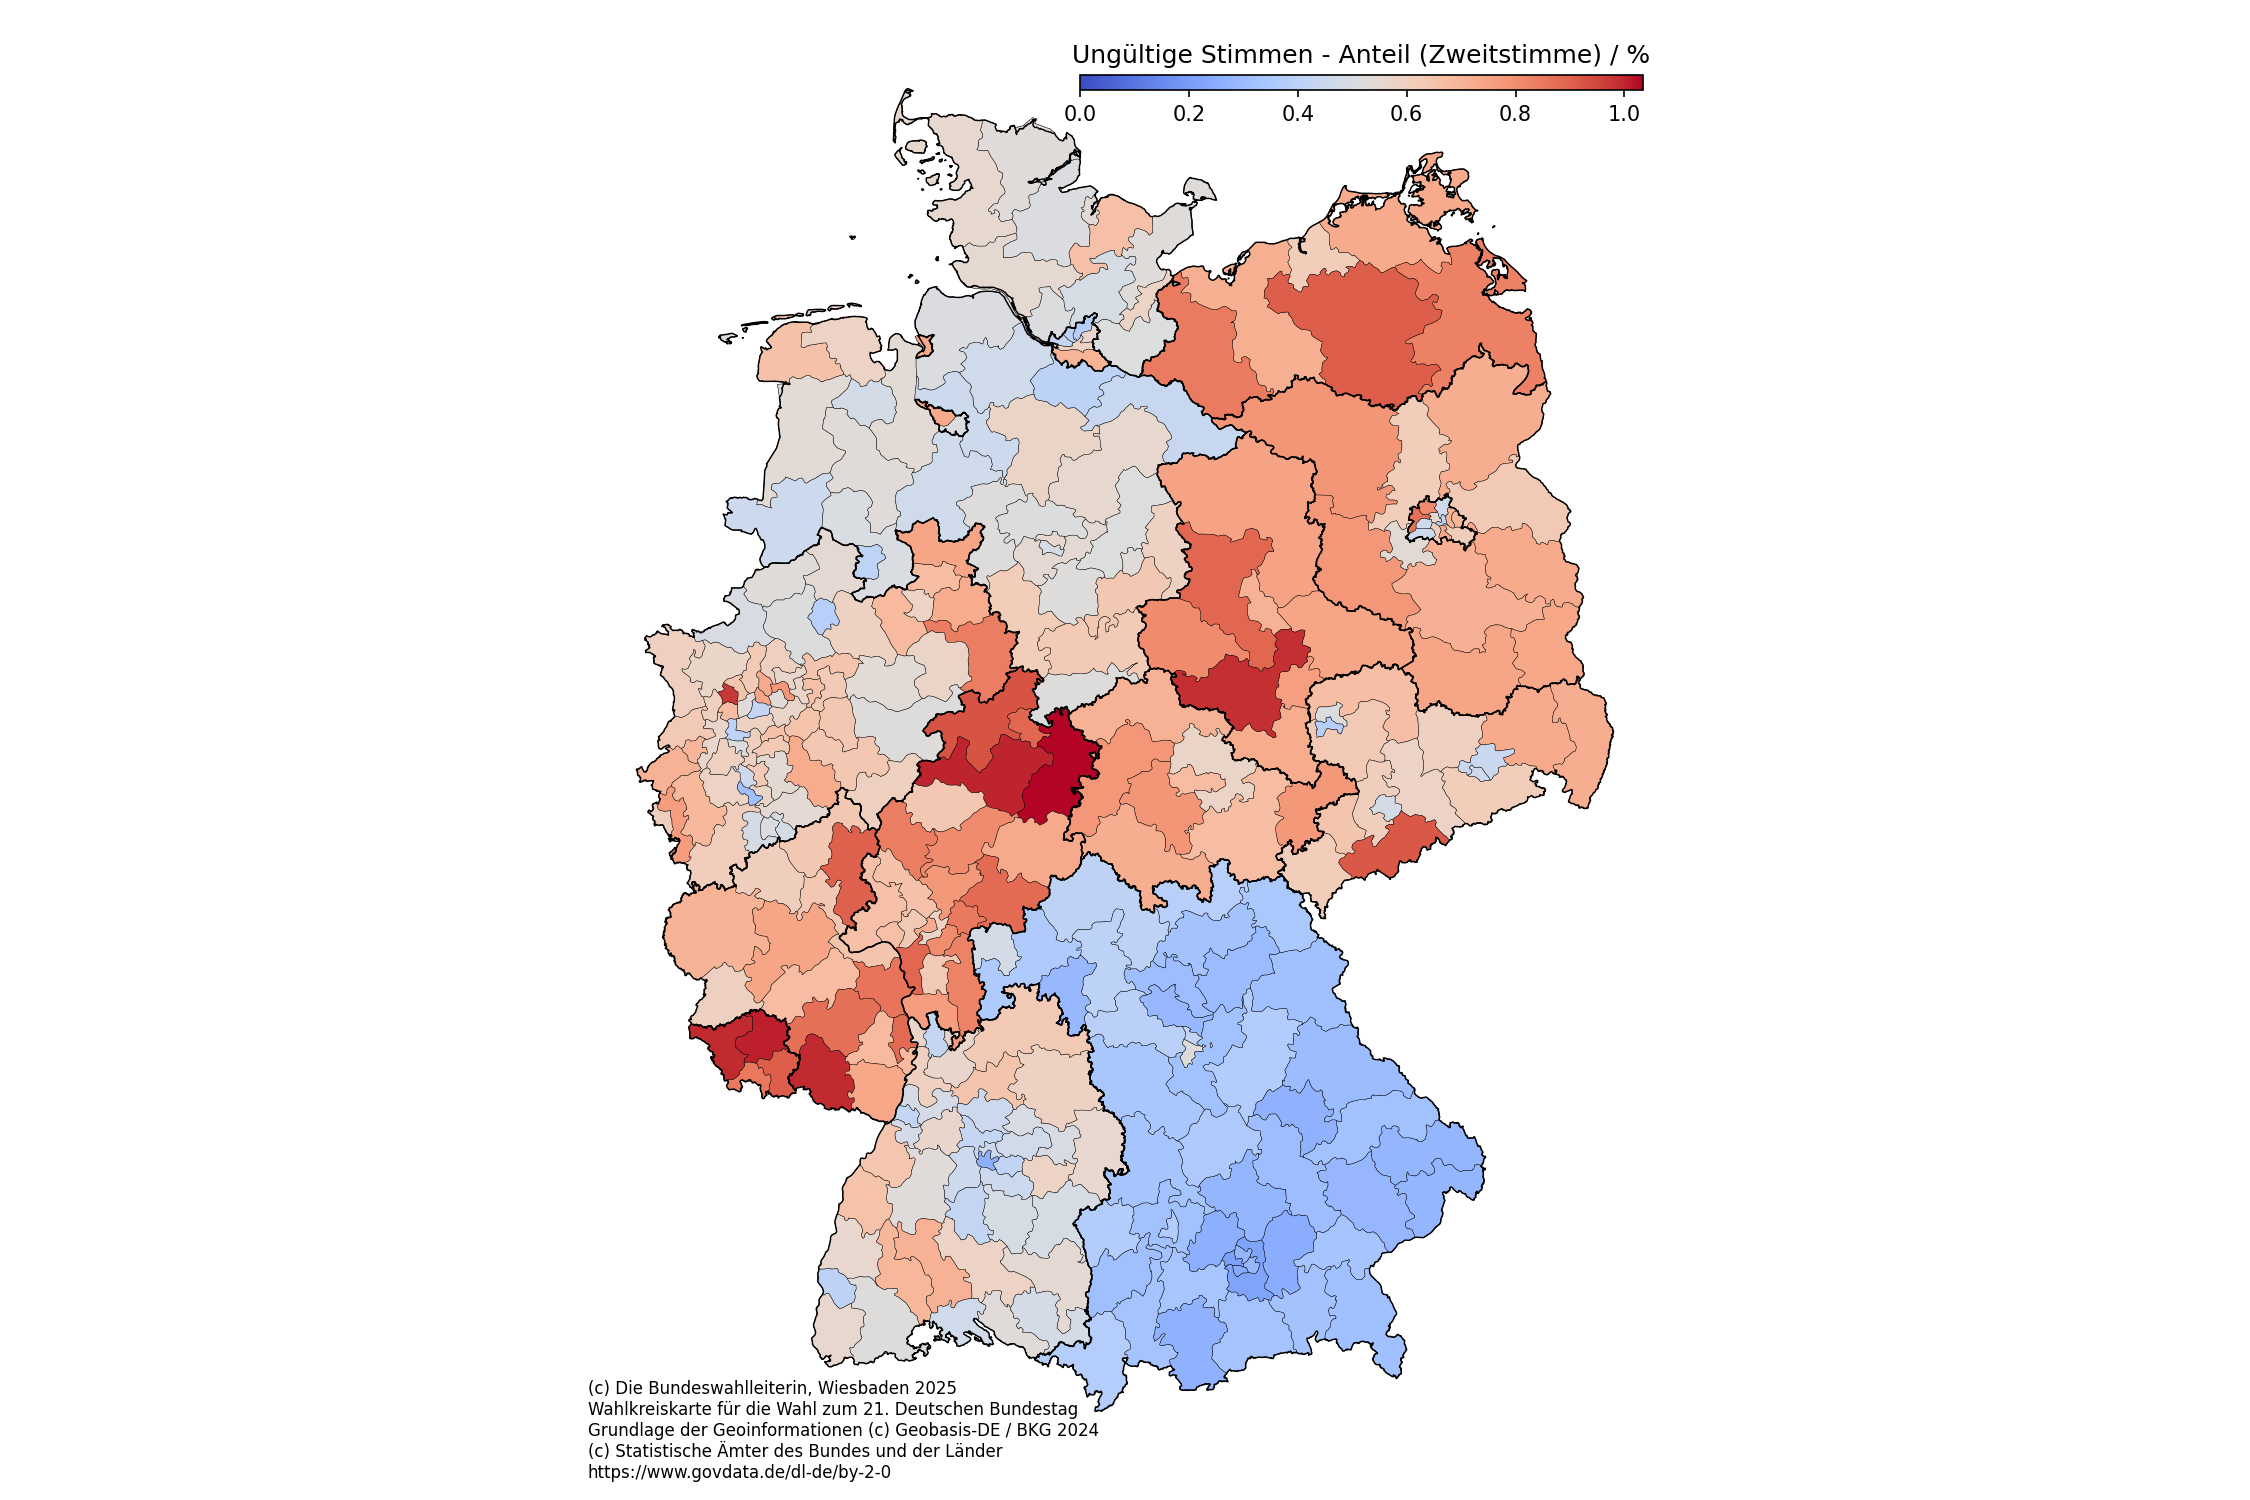 Ungültige Stimmen - Anteil (Zweitstimme) / %
0.0 0.2 0.4 0.6 0.8 1.0
(c) Die Bundeswahlleiterin, Wiesbaden 2025
Wahlkreiskarte für die Wahl zum 21. Deutschen Bundestag
Grundlage der Geoinformationen (c) Geobasis-DE / BKG 2024
(c) Statistische Ämter des Bundes und der Länder
https://www.govdata.de/dl-de/by-2-0